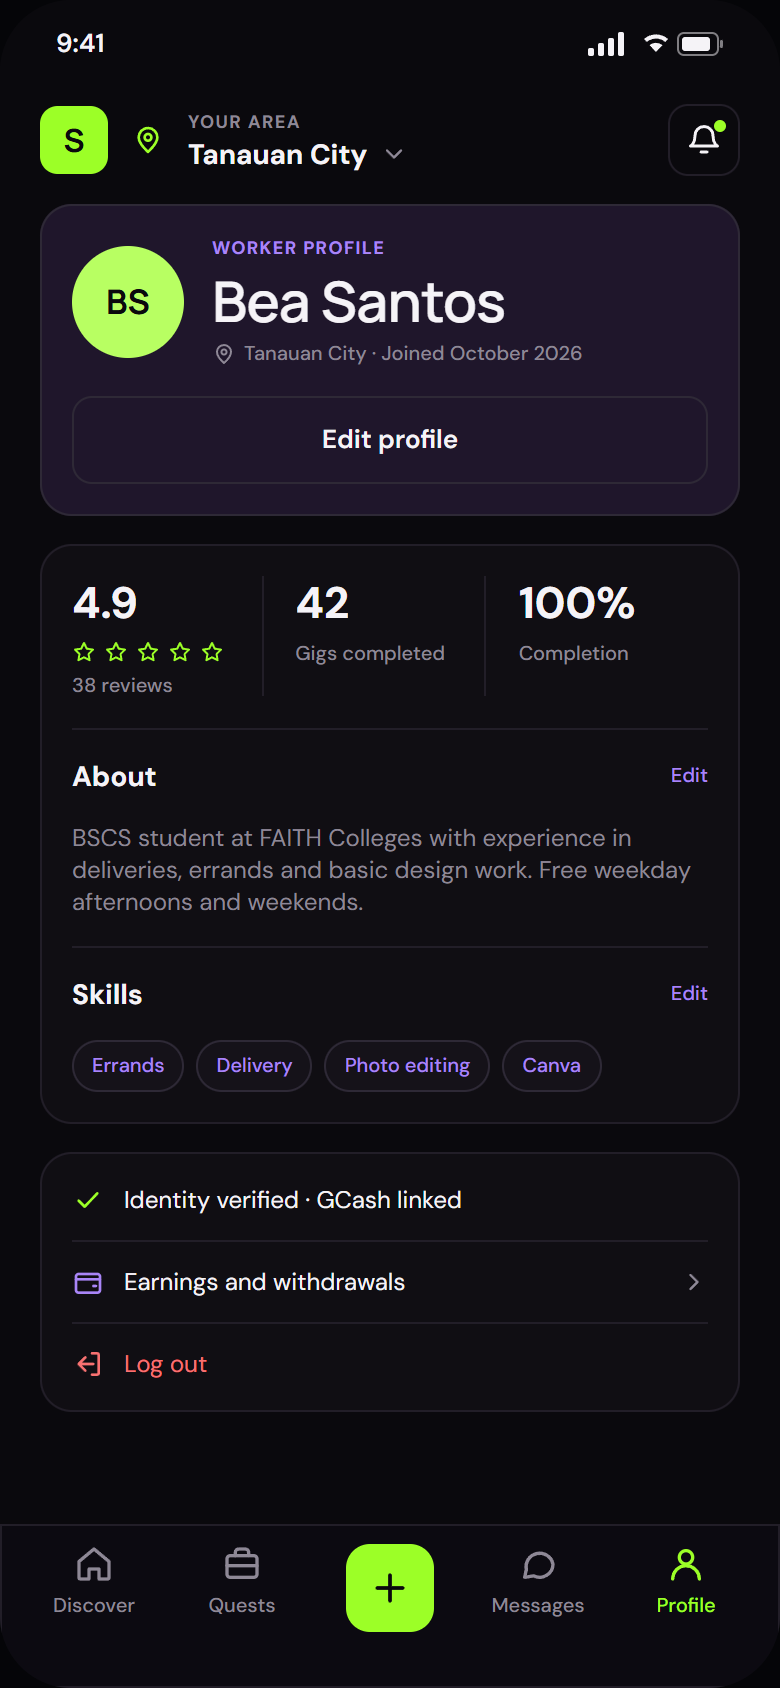 9:41
S
YOUR AREA
Tanauan City
WORKER PROFILE
BS
Bea Santos
Tanauan City · Joined October 2026
Edit profile
4.9
42
100%
Gigs completed
Completion
38 reviews
About
Edit
BSCS student at FAITH Colleges with experience in
deliveries, errands and basic design work. Free weekday
afternoons and weekends.
Skills
Edit
Errands
Delivery
Photo editing
Canva
Identity verified · GCash linked
Earnings and withdrawals
Log out
Discover
Quests
Messages
Profile